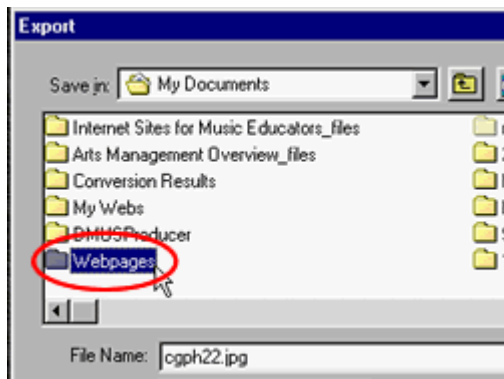 Export
Save in: My Documents
Internet Sites for Music Educators_files
Arts Management Overview_files
Conversion Results
My Webs
DMUSProducer
Webpages
File Name: cgph22.jpg